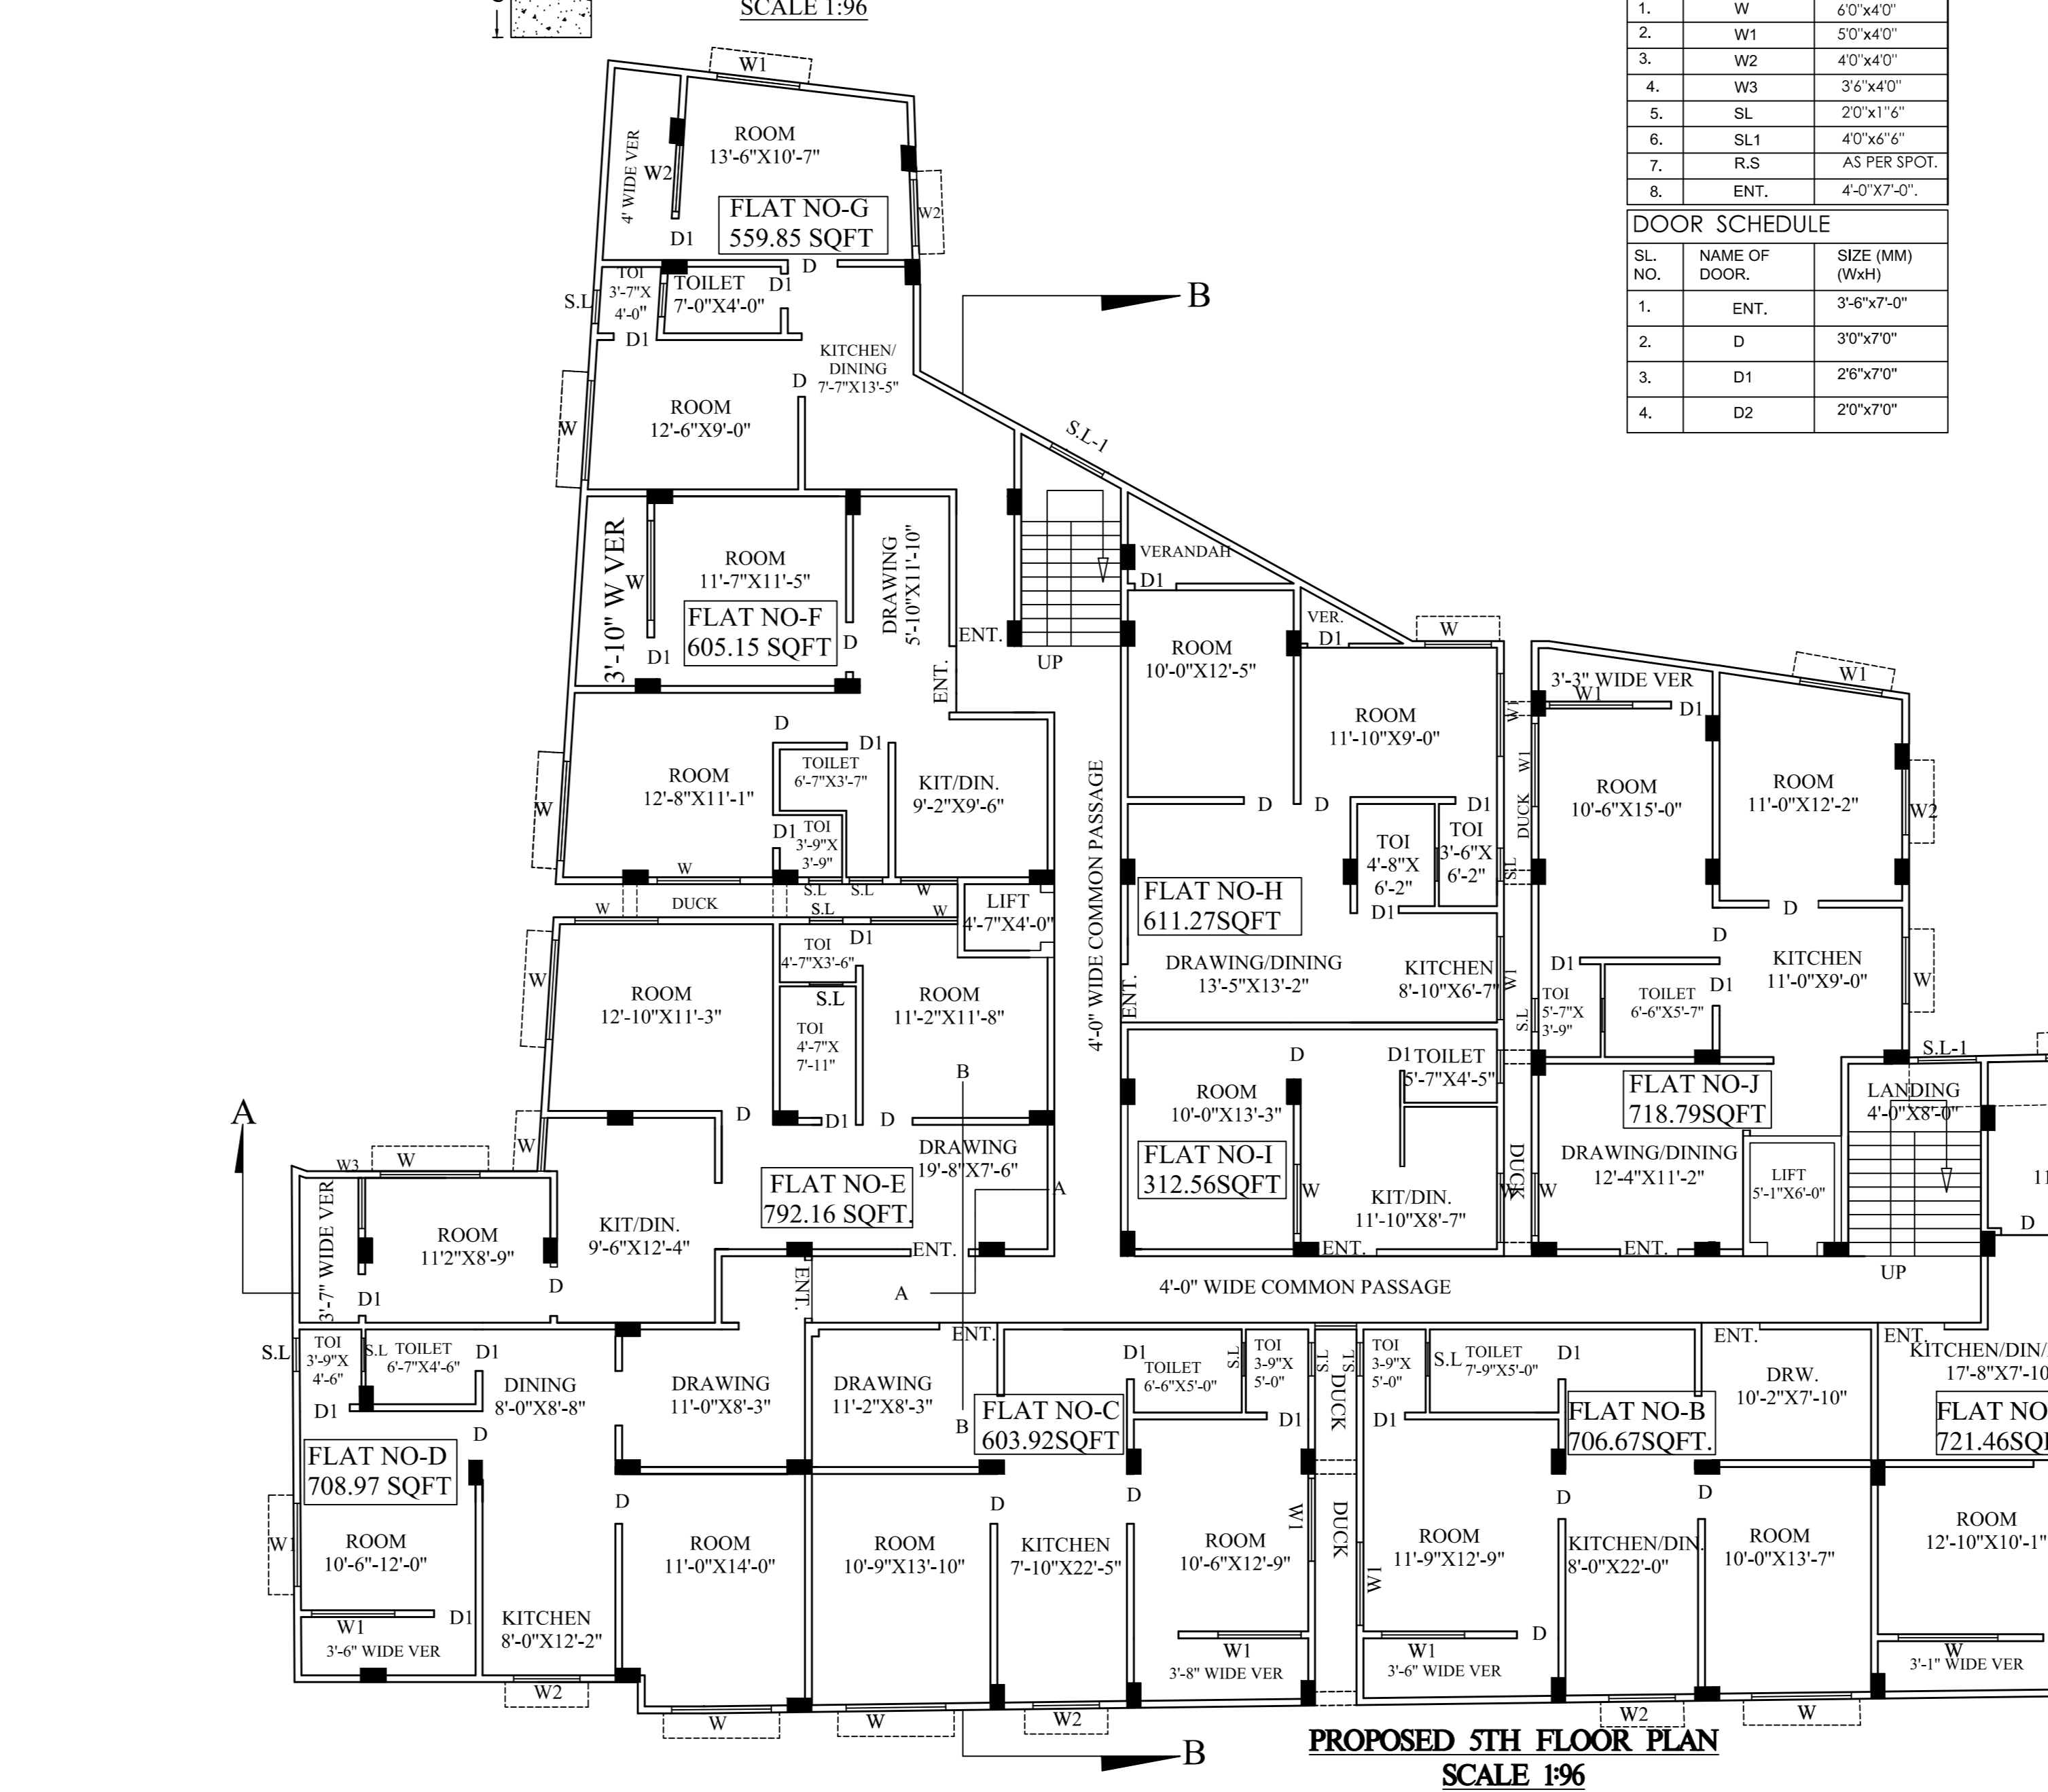 SCALE 1:96
1. W 6'0"x4'0"
2. W1 5'0"x4'0"
3. W2 4'0"x4'0"
4. W3 3'6"x4'0"
5. SL 2'0"x1"6"
6. SL1 4'0"x6"6"
7. R.S AS PER SPOT.
8. ENT. 4'-0"X7'-0".
DOOR SCHEDULE
SL. NAME OF SIZE (MM)
NO. DOOR. (WxH)
1. ENT. 3'-6"x7'-0"
2. D 3'0"x7'0"
3. D1 2'6"x7'0"
4. D2 2'0"x7'0"
W1
4' WIDE VER
ROOM
13'-6"X10'-7"
W2
W2
FLAT NO-G
559.85 SQFT
D1
D
TOI
3'-7"X
4'-0"
TOILET
7'-0"X4'-0"
D1
S.L
D1
B
KITCHEN/
DINING
7'-7"X13'-5"
D
ROOM
12'-6"X9'-0"
W
S.L-1
3'-10" W VER
W
ROOM
11'-7"X11'-5"
DRAWING
5'-10"X11'-10"
FLAT NO-F
605.15 SQFT
D
D1
ENT.
ENT.
UP
VERANDAH
D1
VER.
D1
W
ROOM
10'-0"X12'-5"
ROOM
11'-10"X9'-0"
W1
3'-3" WIDE VER
W1
D1
W1
D
D1
TOILET
6'-7"X3'-7"
ROOM
12'-8"X11'-1"
KIT/DIN.
9'-2"X9'-6"
W
D1
TOI
3'-9"X
3'-9"
W
S.L
S.L
W
4'-0" WIDE COMMON PASSAGE
W1
DUCK
SL
ROOM
10'-6"X15'-0"
ROOM
11'-0"X12'-2"
W2
D
D
D1
TOI
4'-8"X
6'-2"
TOI
3'-6"X
6'-2"
FLAT NO-H
611.27SQFT
D1
D
W
DUCK
S.L
W
LIFT
4'-7"X4'-0"
D1
TOI
4'-7"X3'-6"
S.L
W
ROOM
12'-10"X11'-3"
ROOM
11'-2"X11'-8"
TOI
4'-7"X
7'-11"
ENT.
DRAWING/DINING
13'-5"X13'-2"
KITCHEN
8'-10"X6'-7"
W1
S.L
D
KITCHEN
11'-0"X9'-0"
W
D1
D1
TOI
5'-7"X
3'-9"
TOILET
6'-6"X5'-7"
S.L-1
B
D
D1
TOILET
5'-7"X4'-5"
ROOM
10'-0"X13'-3"
FLAT NO-J
718.79SQFT
LANDING
4'-0"X8'-0"
A
D
D1
D
W
DRAWING
19'-8"X7'-6"
FLAT NO-I
312.56SQFT
DUCK
DRAWING/DINING
12'-4"X11'-2"
LIFT
5'-1"X6'-0"
W3
W
3'-7" WIDE VER
FLAT NO-E
792.16 SQFT.
A
W
KIT/DIN.
11'-10"X8'-7"
W
W
ROOM
11'2"X8'-9"
KIT/DIN.
9'-6"X12'-4"
D
ENT.
ENT.
ENT.
UP
D
D1
ENT.
A
4'-0" WIDE COMMON PASSAGE
S.L
TOI
3'-9"X
4'-6"
S.L
TOILET
6'-7"X4'-6"
D1
ENT.
D1
TOILET
6'-6"X5'-0"
S.L
TOI
3-9"X
5'-0"
S.L
S.L
TOI
3-9"X
5'-0"
S.L
TOILET
7'-9"X5'-0"
D1
ENT.
ENT.
KITCHEN/DIN/
17'-8"X7'-10
DINING
8'-0"X8'-8"
DRAWING
11'-0"X8'-3"
DRAWING
11'-2"X8'-3"
DRW.
10'-2"X7'-10"
D1
D
B
FLAT NO-C
603.92SQFT
D1
DUCK
D1
FLAT NO-B
706.67SQFT.
FLAT NO
721.46SQ
FLAT NO-D
708.97 SQFT
D
D
D
D
D
W1
ROOM
10'-6"-12'-0"
ROOM
11'-0"X14'-0"
ROOM
10'-9"X13'-10"
KITCHEN
7'-10"X22'-5"
ROOM
10'-6"X12'-9"
W1
DUCK
W1
ROOM
11'-9"X12'-9"
KITCHEN/DIN.
8'-0"X22'-0"
ROOM
10'-0"X13'-7"
ROOM
12'-10"X10'-1"
D1
W1
3'-6" WIDE VER
KITCHEN
8'-0"X12'-2"
W1
3'-8" WIDE VER
W1
3'-6" WIDE VER
D
W
3'-1" WIDE VER
W2
W
W
W2
W2
W
B
PROPOSED 5TH FLOOR PLAN
SCALE 1:96